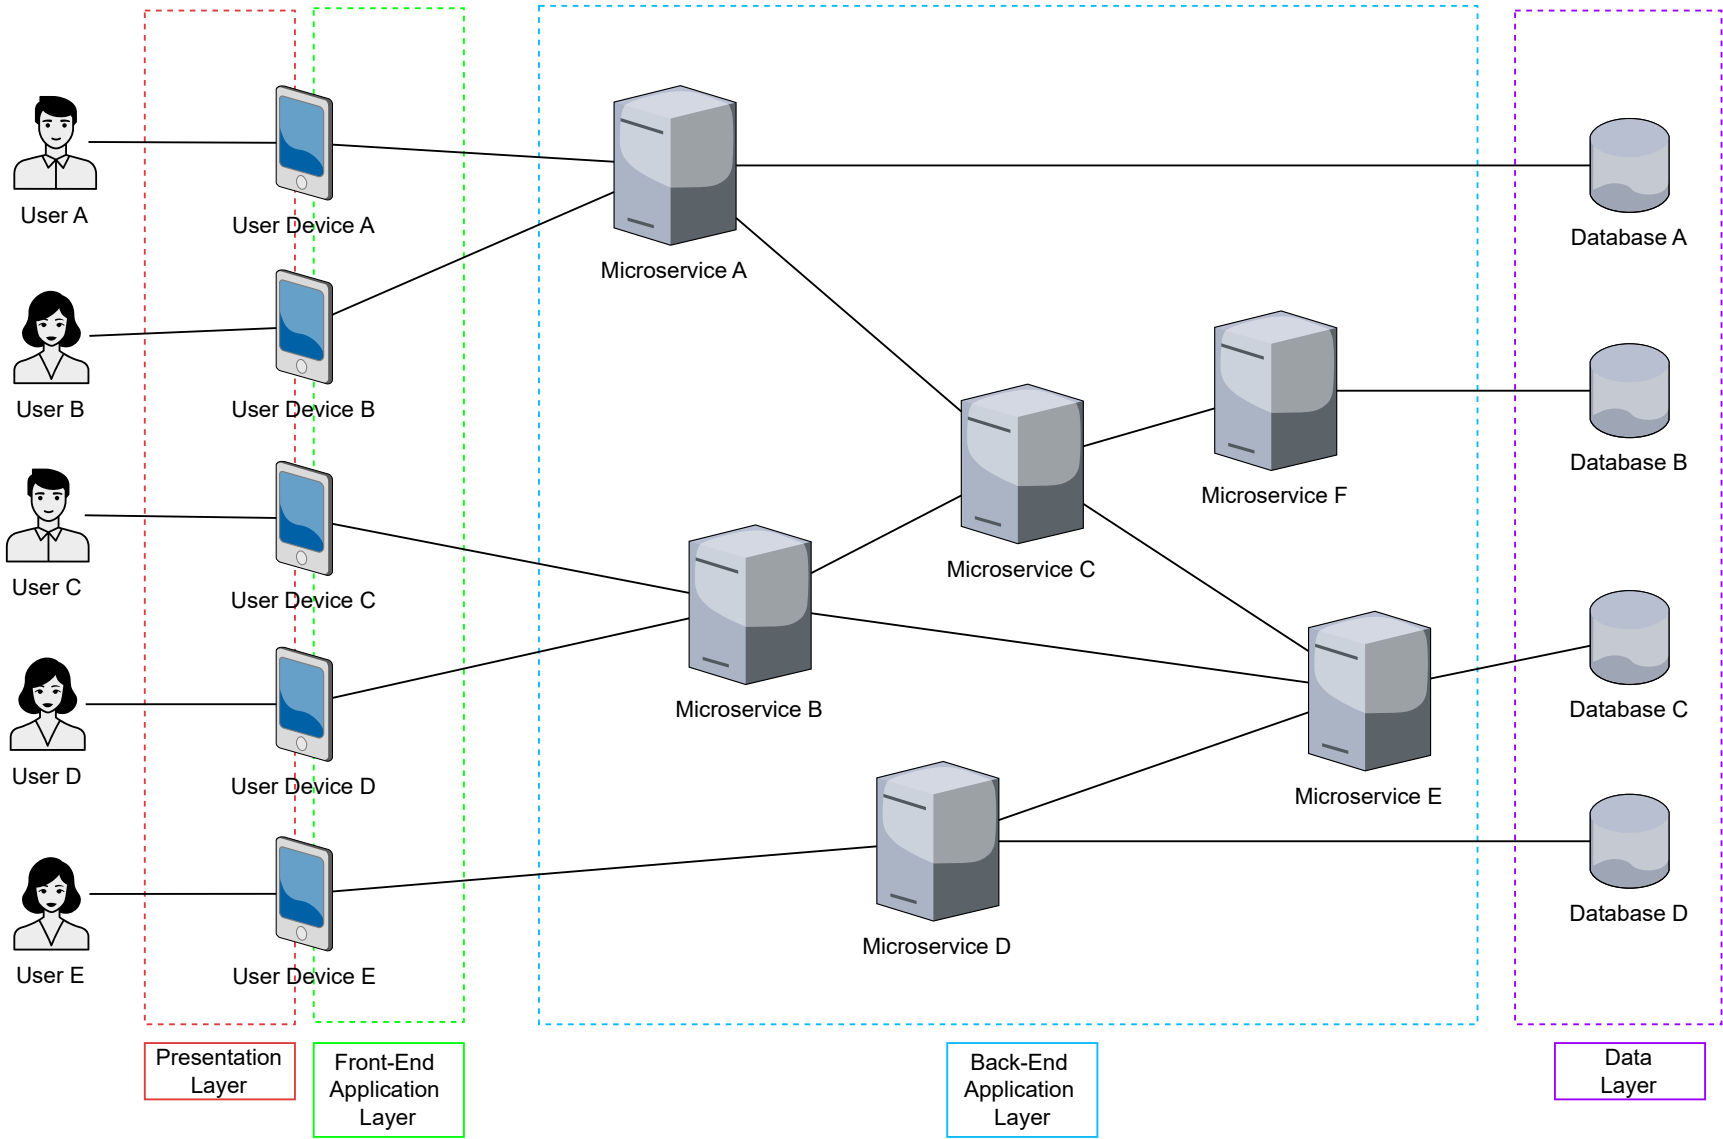 User A
User Device A
Microservice A
Database A
User B
User Device B
Microservice F
Database B
User C
User Device C
Microservice C
User D
User Device D
Microservice B
Database C
Microservice E
User E
User Device E
Microservice D
Database D
Presentation
Layer
Front-End
Application
Layer
Back-End
Application
Layer
Data
Layer